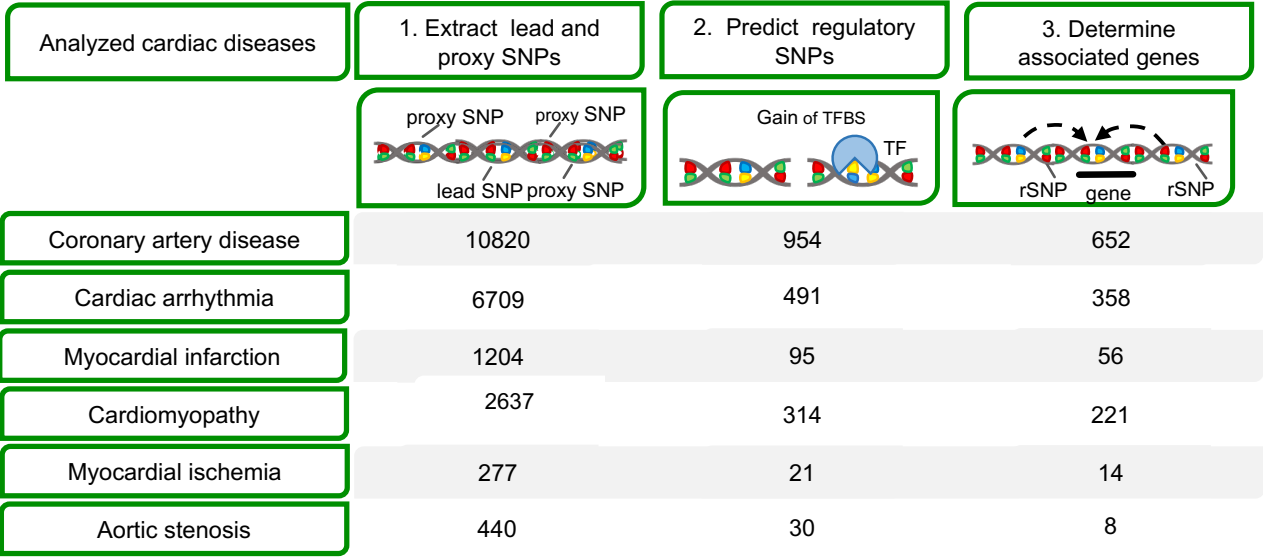 Analyzed cardiac diseases
1. Extract lead and
proxy SNPs
2. Predict regulatory
SNPs
3. Determine
associated genes
proxy SNP
proxy SNP
lead SNP
proxy SNP
Gain of TFBS
TF
rSNP
gene
rSNP
Coronary artery disease 10820 954 652
Cardiac arrhythmia 6709 491 358
Myocardial infarction 1204 95 56
Cardiomyopathy 2637 314 221
Myocardial ischemia 277 21 14
Aortic stenosis 440 30 8